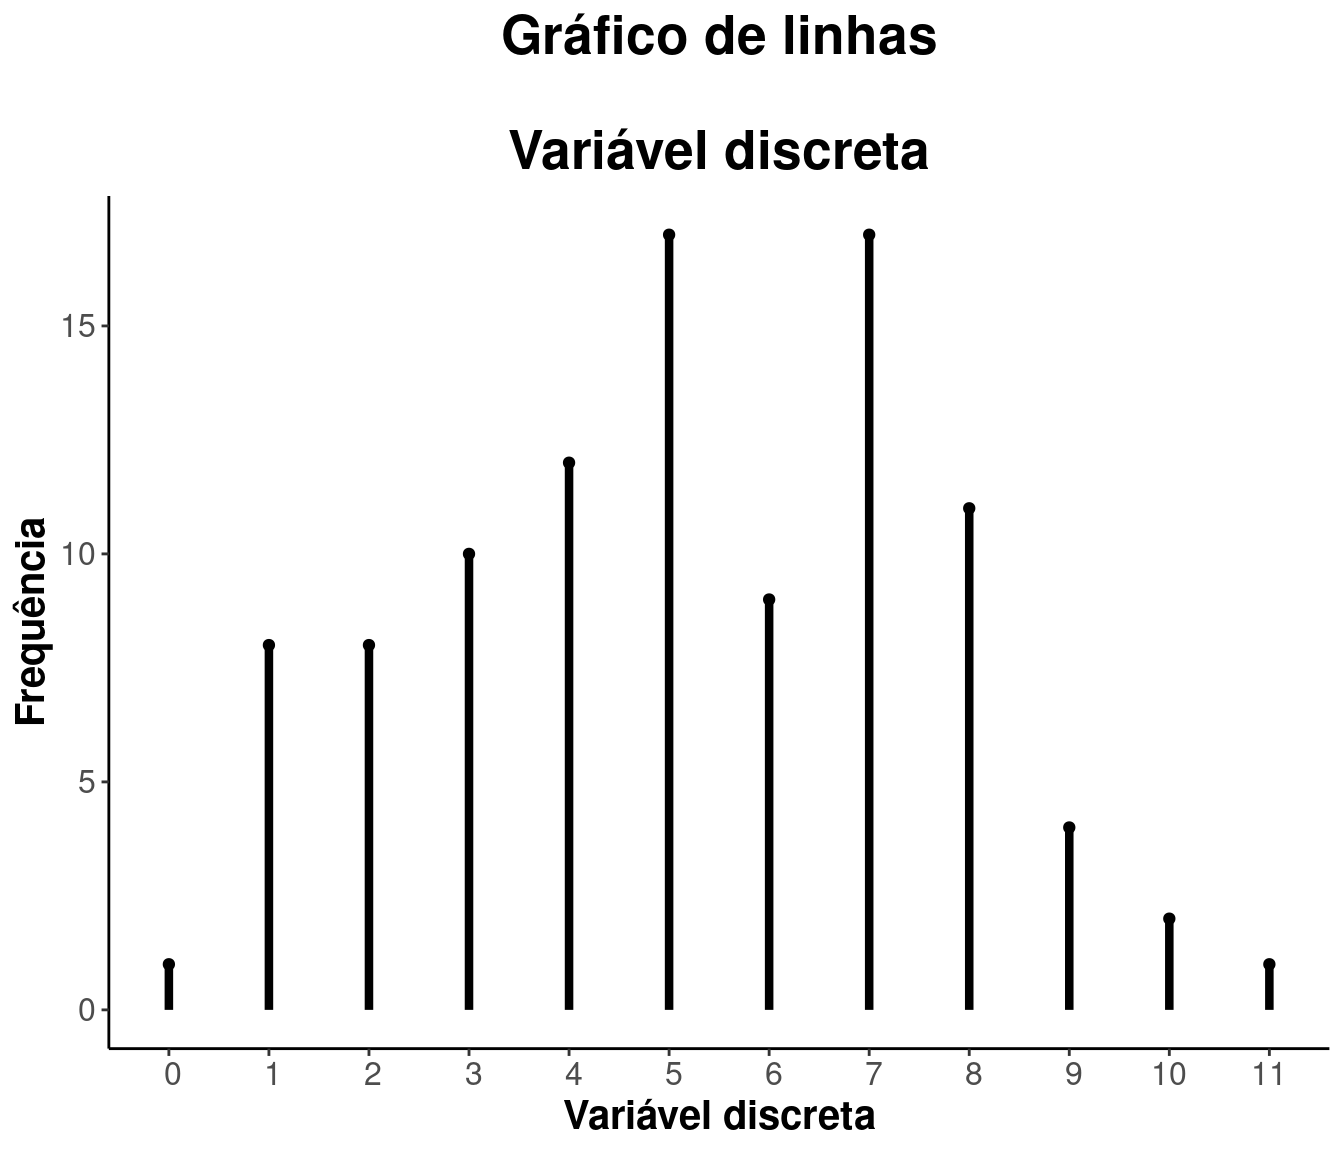 Gráfico de linhas
Variável discreta
15
10
5
0
Frequência
0 1 2 3 4 5 6 7 8 9 10 11
Variável discreta